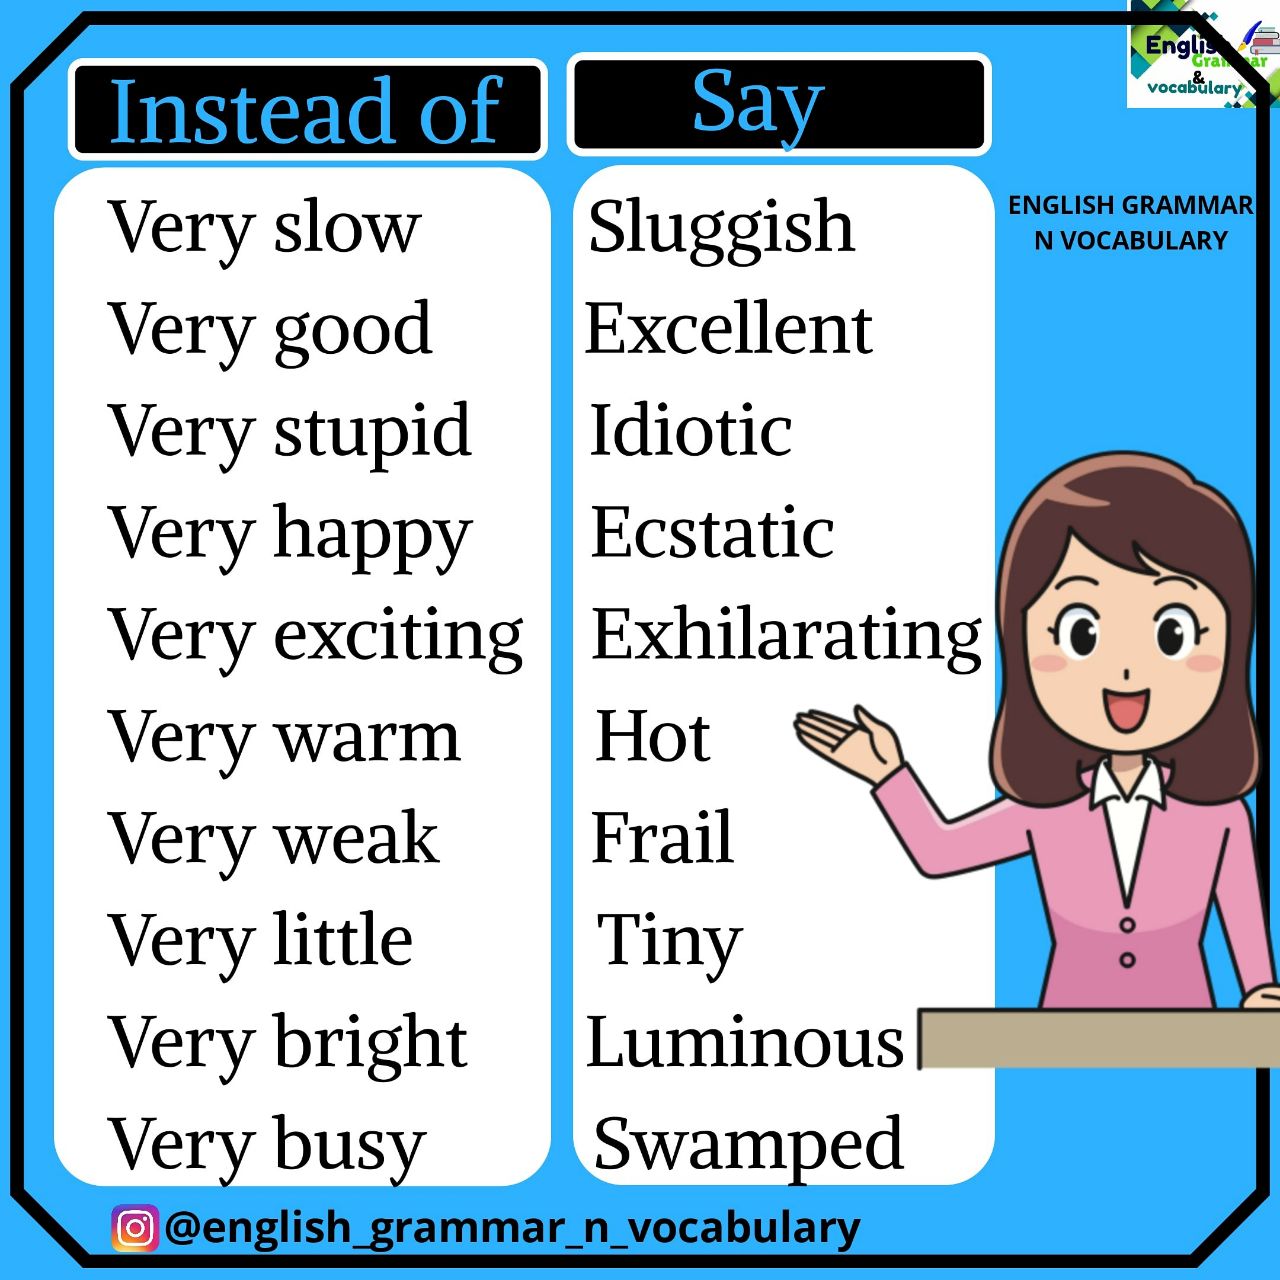 English
Grammar
&
vocabulary
Instead of Say
ENGLISH GRAMMAR
N VOCABULARY
Very slow Sluggish
Very good Excellent
Very stupid Idiotic
Very happy Ecstatic
Very exciting Exhilarating
Very warm Hot
Very weak Frail
Very little Tiny
Very bright Luminous
Very busy Swamped
@english_grammar_n_vocabulary